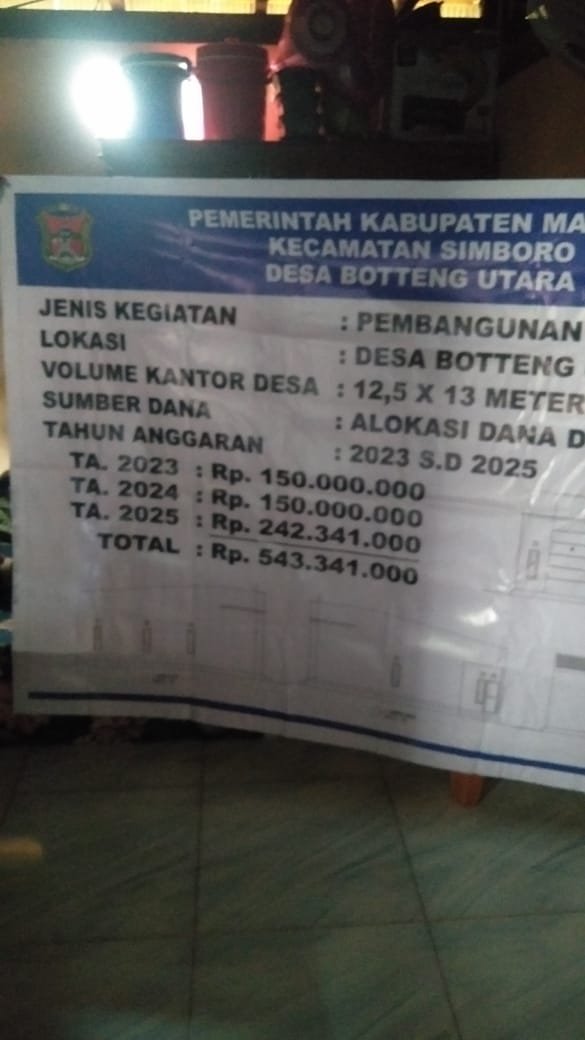 PEMERINTAH KABUPATEN MA
KECAMATAN SIMBORO
DESA BOTTENG UTARA
JENIS KEGIATAN : PEMBANGUNAN
LOKASI : DESA BOTTENG
VOLUME KANTOR DESA : 12,5 X 13 METER
SUMBER DANA : ALOKASI DANA D
TAHUN ANGGARAN : 2023 S.D 2025
TA. 2023 : Rp. 150.000.000
TA. 2024 : Rp. 150.000.000
TA. 2025 : Rp. 242.341.000
TOTAL : Rp. 543.341.000